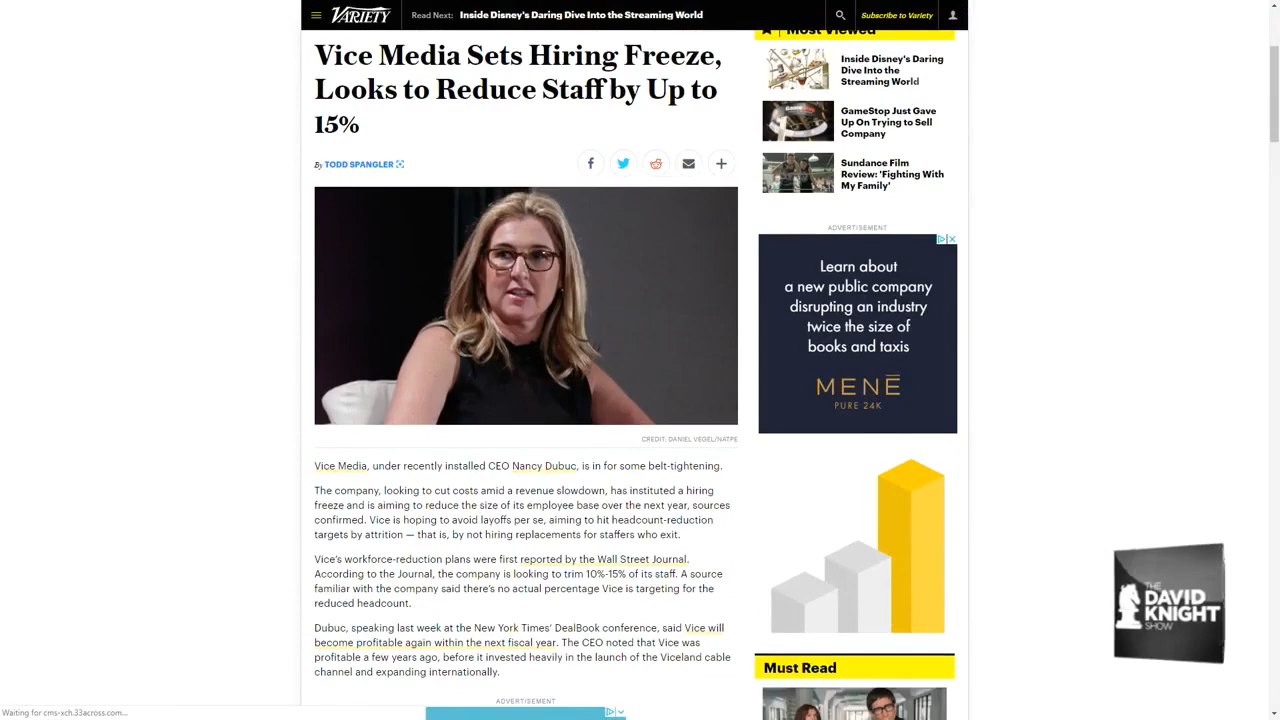 VARIETY
Read Next: Inside Disney's Daring Dive Into the Streaming World
Subscribe to Variety
Vice Media Sets Hiring Freeze,
Looks to Reduce Staff by Up to
15%
By TODD SPANGLER
CREDIT: DANIEL VEGEL/NATPE
Vice Media, under recently installed CEO Nancy Dubuc, is in for some belt-tightening.
The company, looking to cut costs amid a revenue slowdown, has instituted a hiring
freeze and is aiming to reduce the size of its employee base over the next year, sources
confirmed. Vice is hoping to avoid layoffs per se, aiming to hit headcount-reduction
targets by attrition — that is, by not hiring replacements for staffers who exit.
Vice's workforce-reduction plans were first reported by the Wall Street Journal.
According to the Journal, the company is looking to trim 10%-15% of its staff. A source
familiar with the company said there's no actual percentage Vice is targeting for the
reduced headcount.
Dubuc, speaking last week at the New York Times' DealBook conference, said Vice will
become profitable again within the next fiscal year. The CEO noted that Vice was
profitable a few years ago, before it invested heavily in the launch of the Viceland cable
channel and expanding internationally.
ADVERTISEMENT
Most Viewed
Inside Disney's Daring
Dive Into the
Streaming World
GameStop Just Gave
Up On Trying to Sell
Company
Sundance Film
Review: 'Fighting With
My Family'
ADVERTISEMENT
Learn about
a new public company
disrupting an industry
twice the size of
books and taxis
MENĒ
PURE 24K
Must Read
THE
DAVID
KNIGHT
SHOW
Waiting for cms-xch.33across.com...